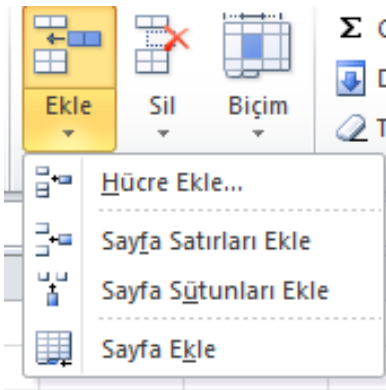 Ekle Sil Biçim
Hücre Ekle...
Sayfa Satırları Ekle
Sayfa Sütunları Ekle
Sayfa Ekle